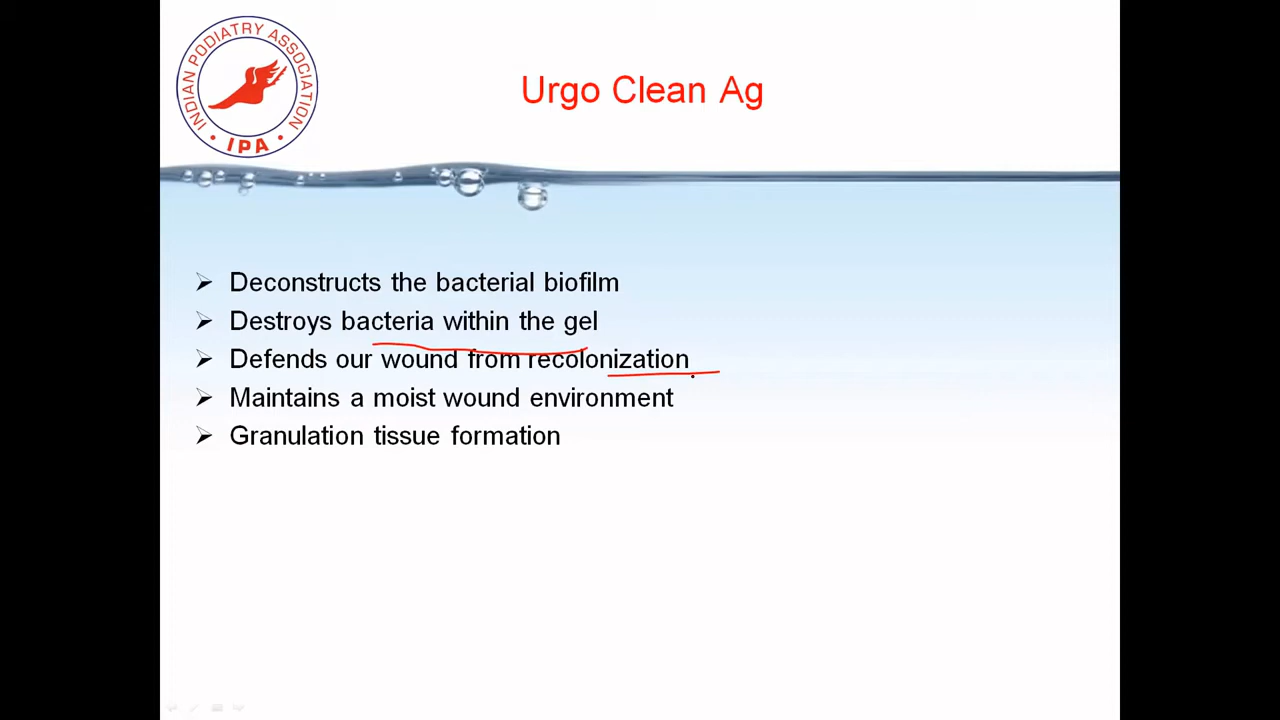 INDIAN PODIATRY ASSOCIATION
IPA
Urgo Clean Ag
Deconstructs the bacterial biofilm
Destroys bacteria within the gel
Defends our wound from recolonization
Maintains a moist wound environment
Granulation tissue formation